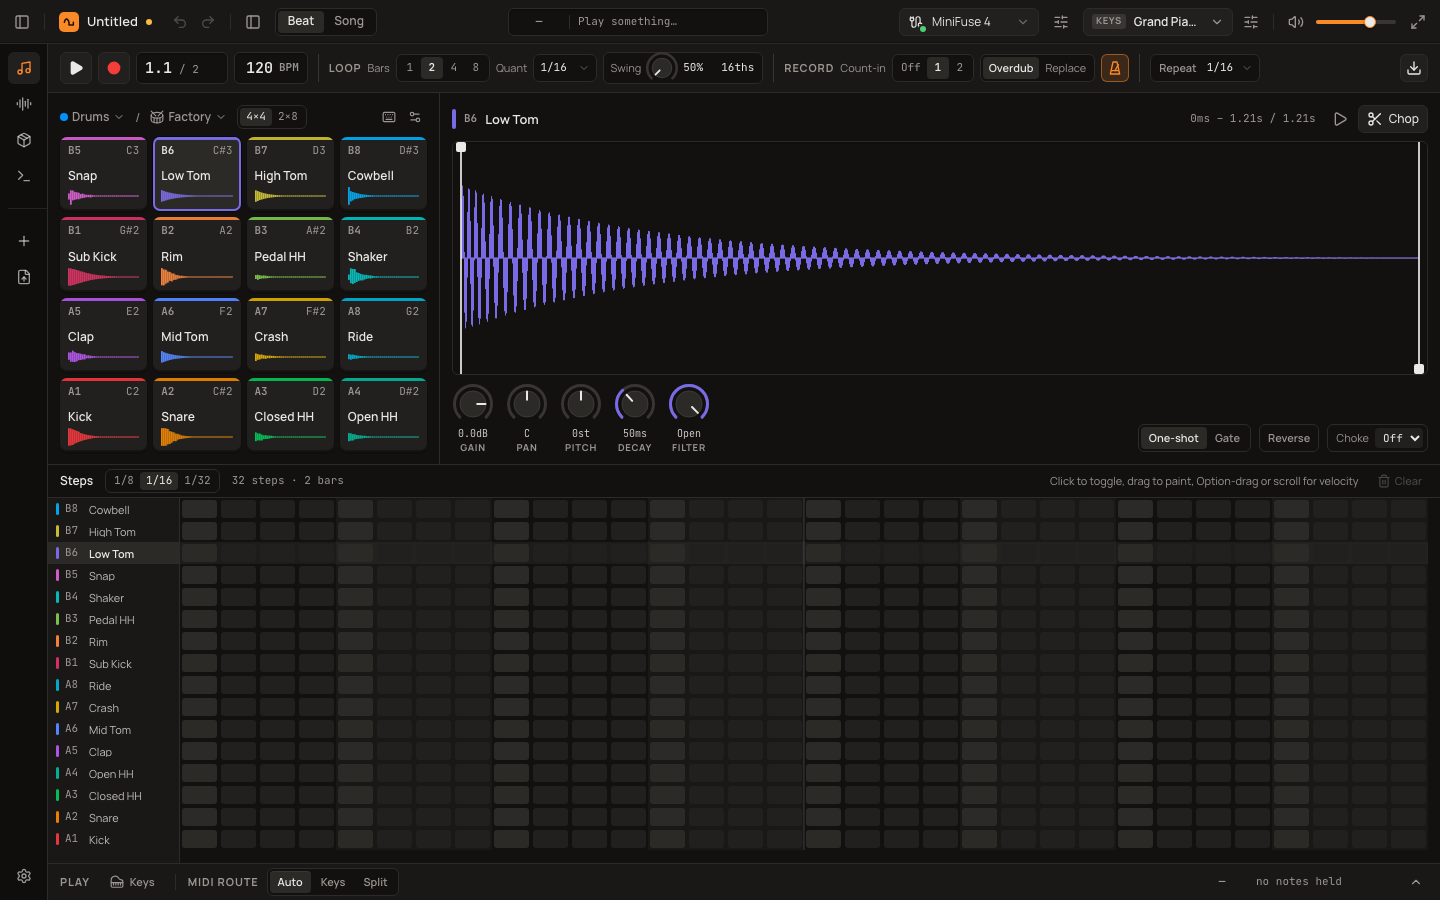 Untitled
Beat Song
– Play something…
MiniFuse 4
KEYS Grand Pia…
1.1 / 2
120 BPM
LOOP Bars 1 2 4 8
Quant 1/16
Swing 50% 16ths
RECORD Count-in Off 1 2
Overdub Replace
Repeat 1/16
Drums / Factory 4×4 2×8
B5 C3 Snap
B6 C#3 Low Tom
B7 D3 High Tom
B8 D#3 Cowbell
B1 G#2 Sub Kick
B2 A2 Rim
B3 A#2 Pedal HH
B4 B2 Shaker
A5 E2 Clap
A6 F2 Mid Tom
A7 F#2 Crash
A8 G2 Ride
A1 C2 Kick
A2 C#2 Snare
A3 D2 Closed HH
A4 D#2 Open HH
B6 Low Tom
0ms – 1.21s / 1.21s
Chop
0.0dB C 0st 50ms Open
GAIN PAN PITCH DECAY FILTER
One-shot Gate Reverse Choke Off
Steps 1/8 1/16 1/32 32 steps · 2 bars
Click to toggle, drag to paint, Option-drag or scroll for velocity
Clear
B8 Cowbell
B7 High Tom
B6 Low Tom
B5 Snap
B4 Shaker
B3 Pedal HH
B2 Rim
B1 Sub Kick
A8 Ride
A7 Crash
A6 Mid Tom
A5 Clap
A4 Open HH
A3 Closed HH
A2 Snare
A1 Kick
PLAY Keys MIDI ROUTE Auto Keys Split
– no notes held